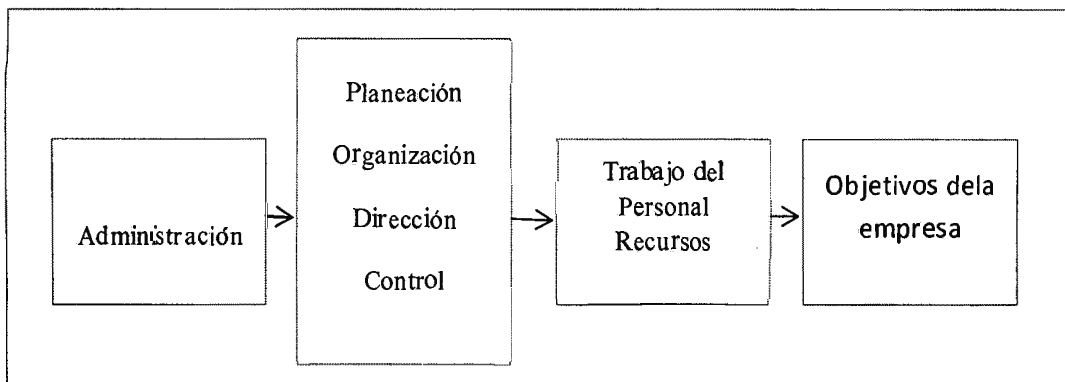 Administración
Planeación
Organización
Dirección
Control
Trabajo del
Personal
Recursos
Objetivos dela
empresa